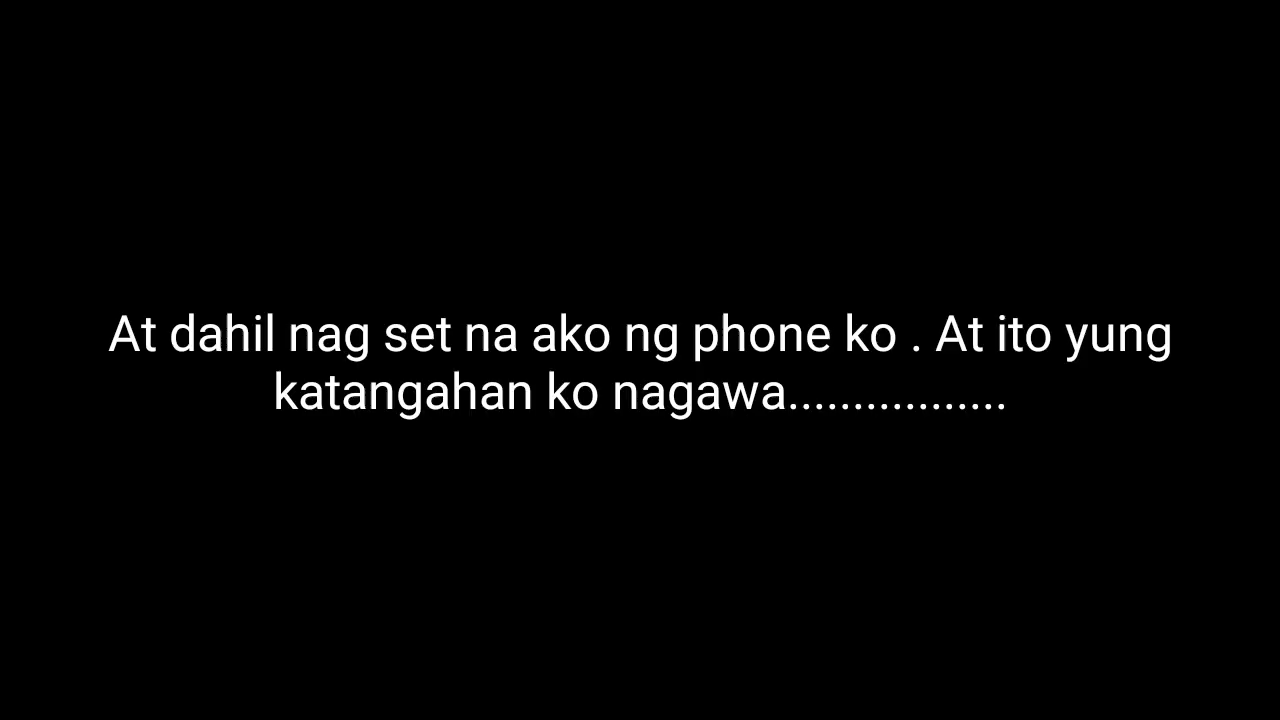 At dahil nag set na ako ng phone ko . At ito yung
katangahan ko nagawa.................